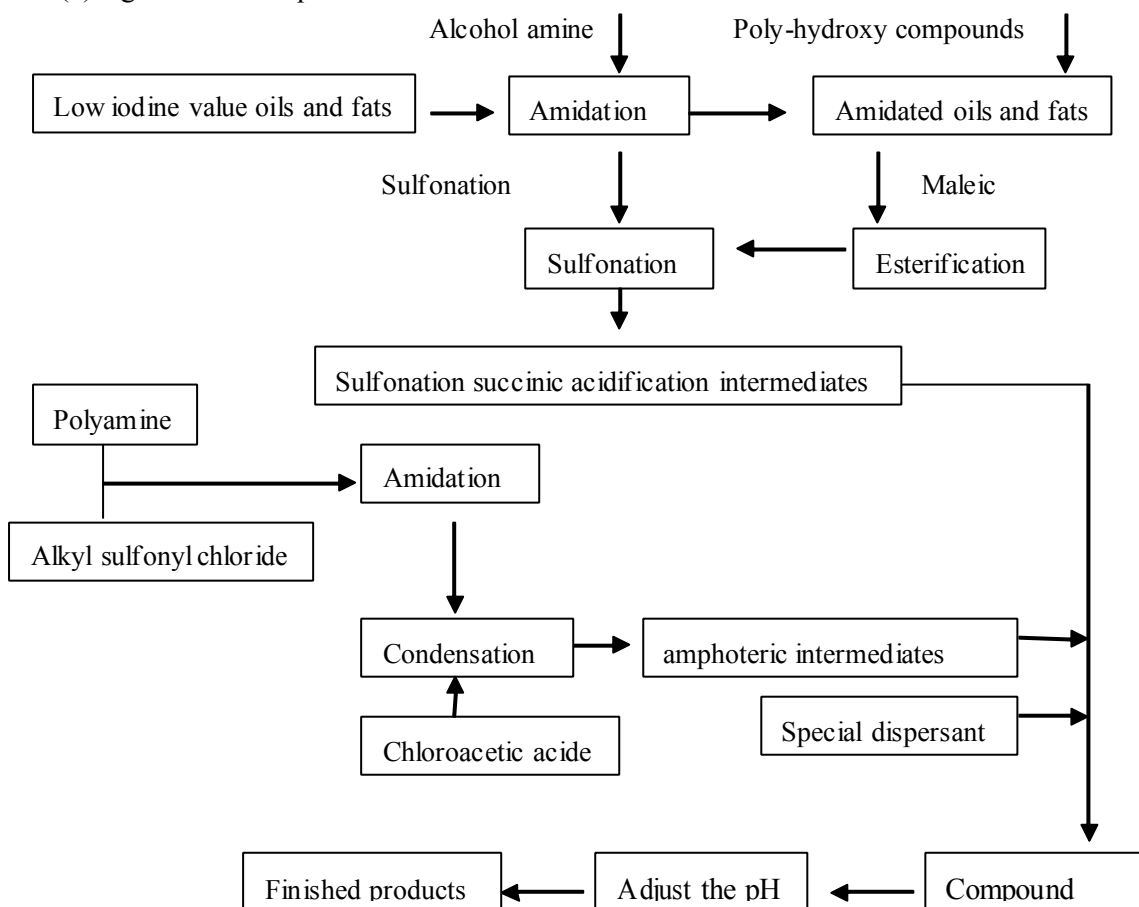 Alcohol amine
Poly-hydroxy compounds
Low iodine value oils and fats
Amidation
Amidated oils and fats
Sulfonation
Maleic
Sulfonation
Esterification
Sulfonation succinic acidification intermediates
Polyamine
Amidation
Alkyl sulfonyl chloride
Condensation
amphoteric intermediates
Special dispersant
Chloroacetic acide
Finished products
Adjust the pH
Compound